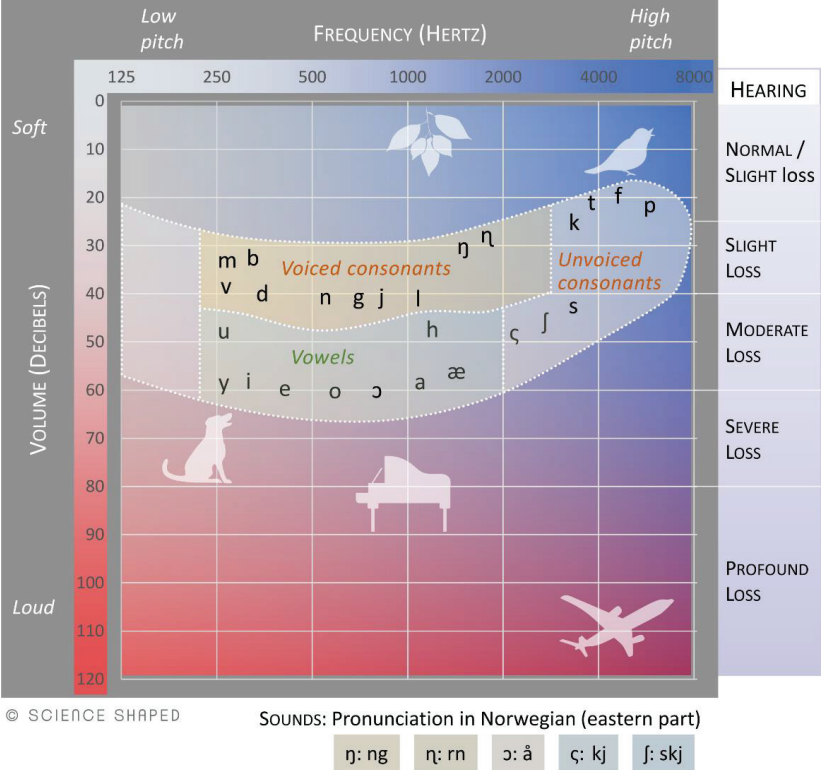 Low
pitch
FREQUENCY (HERTZ)
High
pitch
125 250 500 1000 2000 4000 8000
HEARING
Soft
0
10
20
30
40
50
60
70
80
90
100
110
120
VOLUME (DECIBELS)
Loud
NORMAL /
SLIGHT loss
SLIGHT
LOSS
MODERATE
LOSS
SEVERE
LOSS
PROFOUND
LOSS
t f p
k
ŋ ɳ
m b
Voiced consonants
Unvoiced
consonants
v d n g j l
s
u h ç ʃ
Vowels
y i e o ɔ a æ
© SCIENCE SHAPED
SOUNDS: Pronunciation in Norwegian (eastern part)
ŋ: ng ɳ: rn ɔ: å ç: kj ʃ: skj